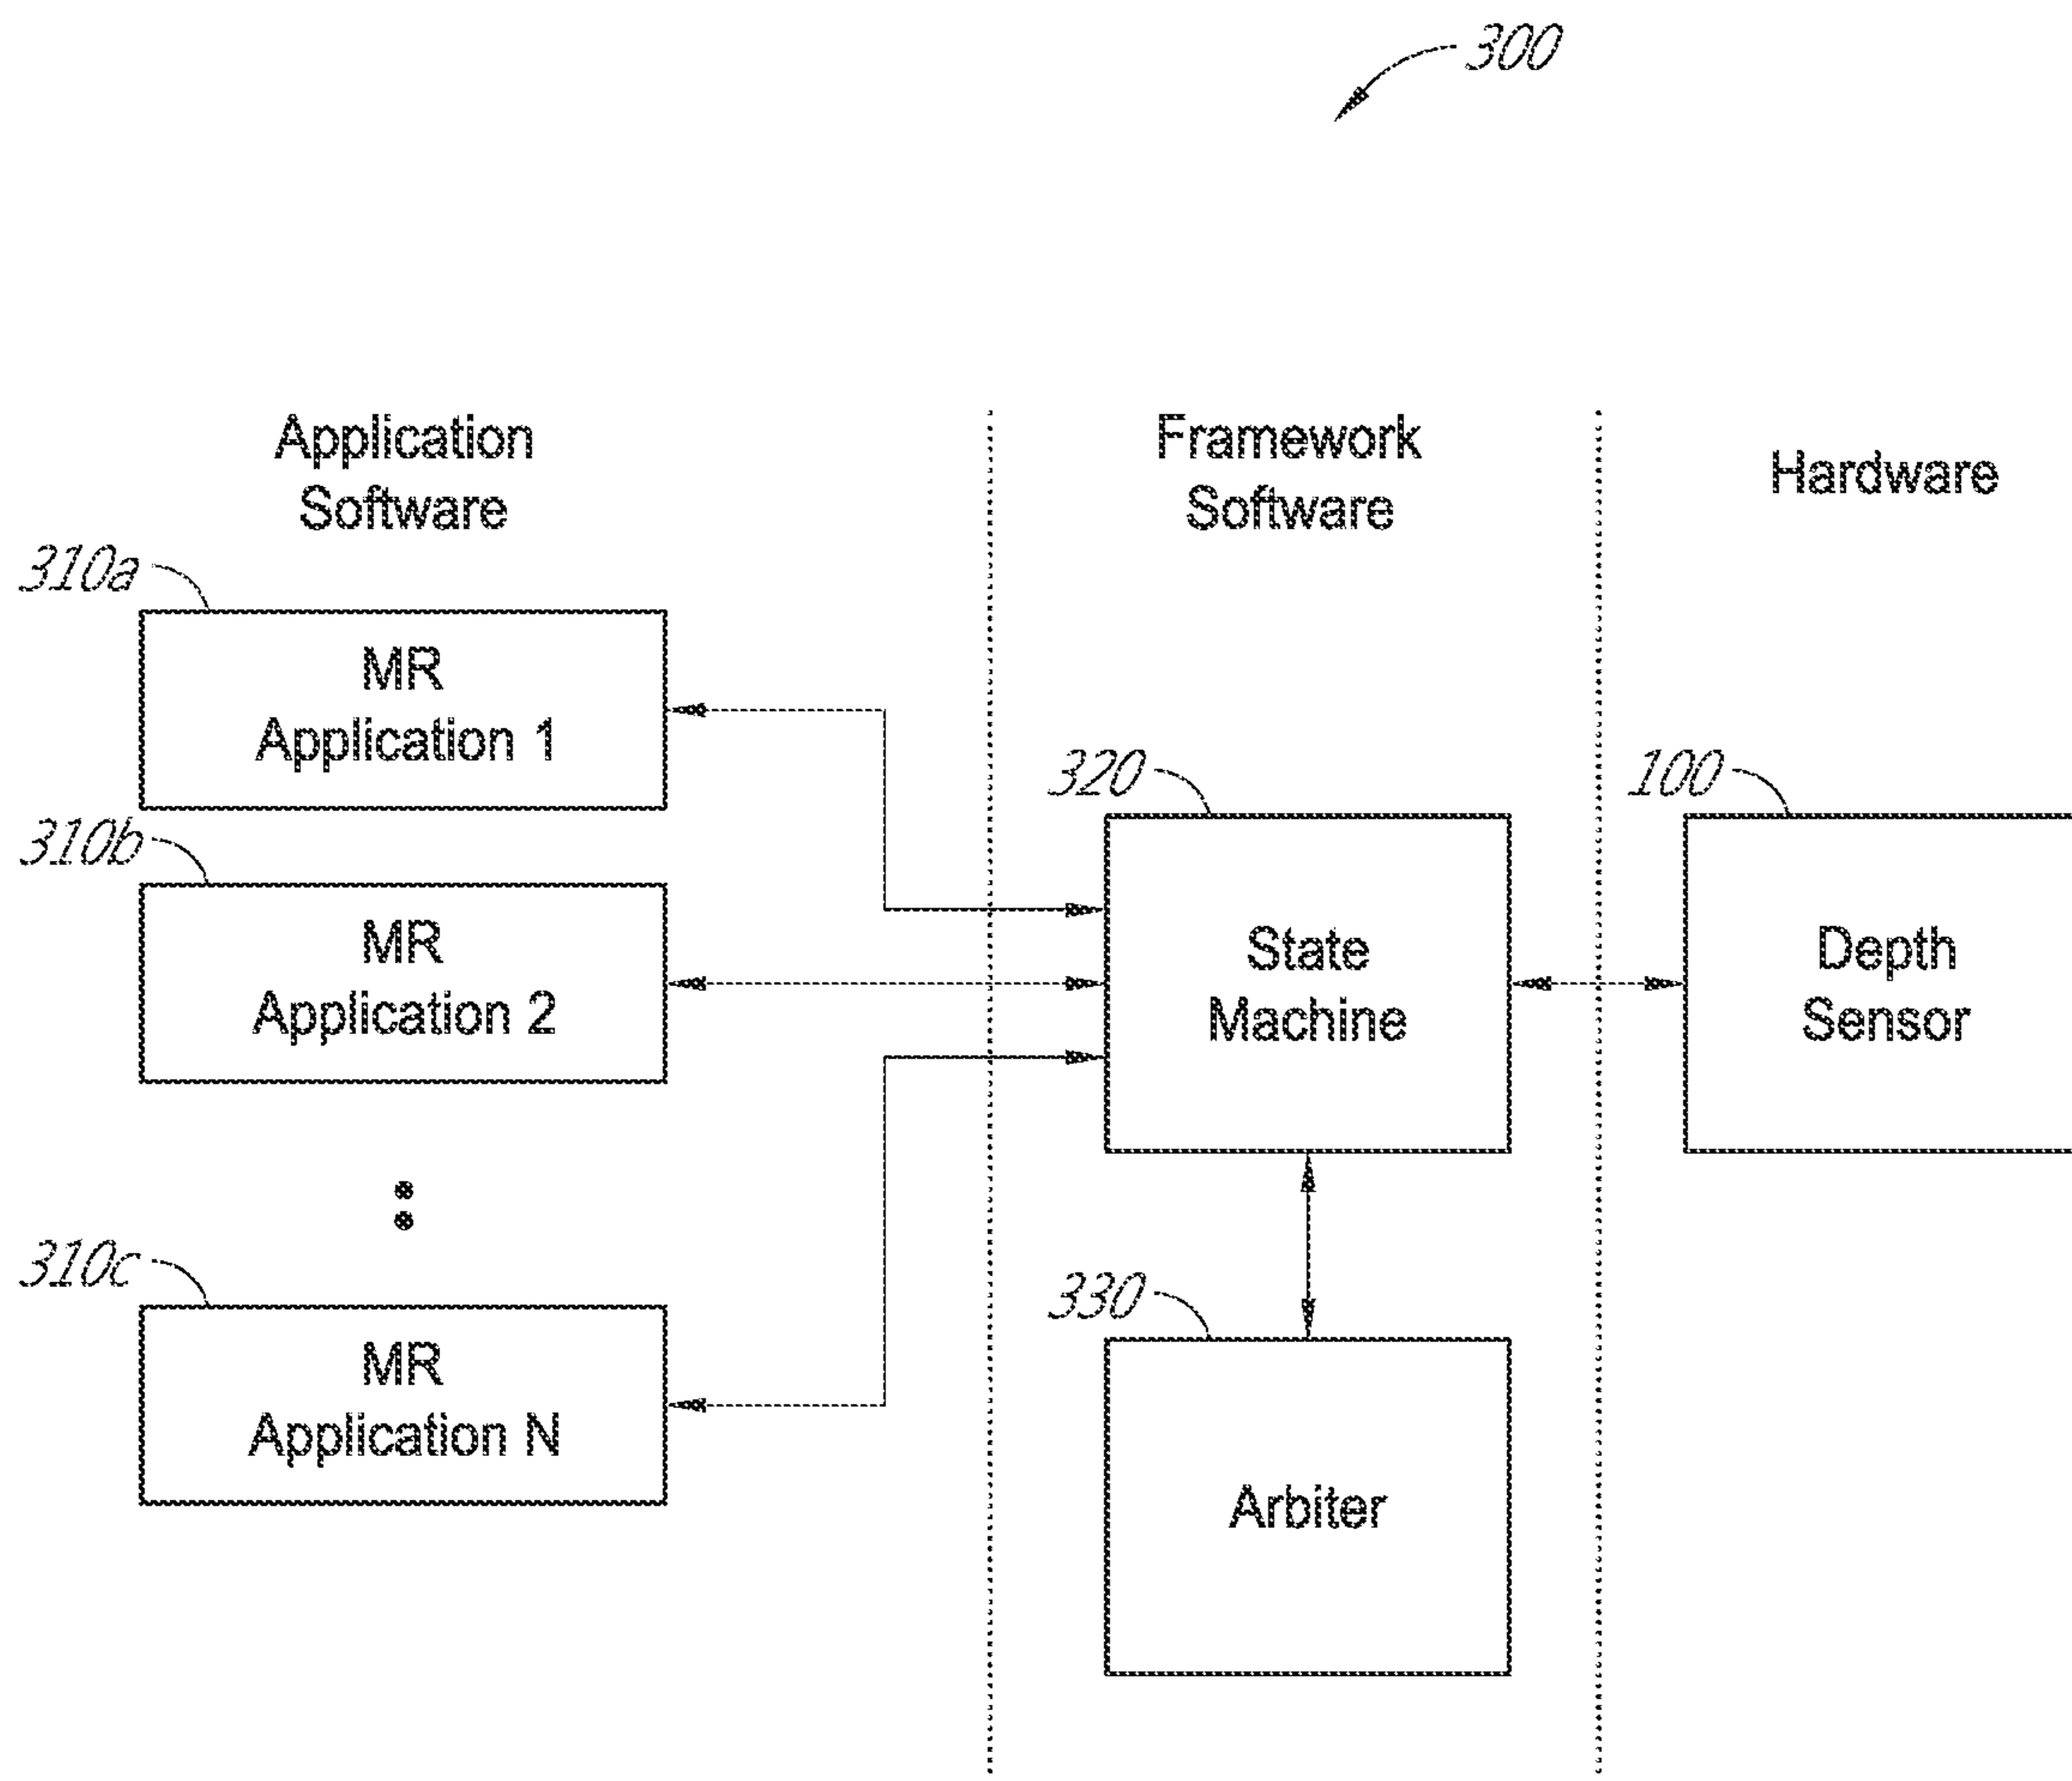 300
Application
Software
Framework
Software
Hardware
310a
MR
Application 1
310b
MR
Application 2
310c
MR
Application N
320
State
Machine
330
Arbiter
100
Depth
Sensor